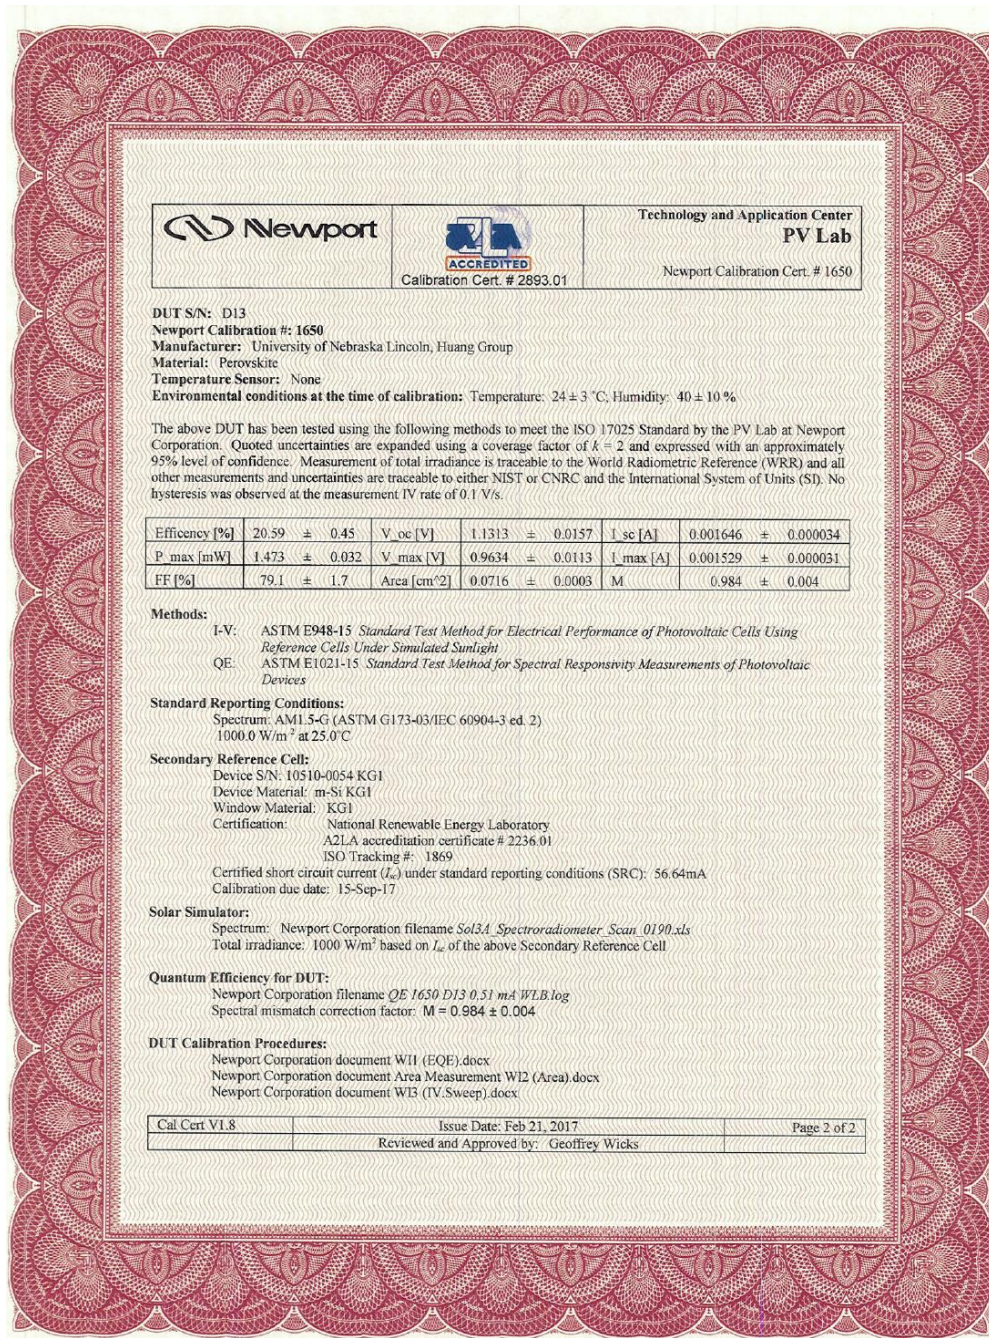 Newport
A2LA
ACCREDITED
Calibration Cert. # 2893.01
Technology and Application Center
PV Lab
Newport Calibration Cert. # 1650
DUT S/N: D13
Newport Calibration #: 1650
Manufacturer: University of Nebraska Lincoln, Huang Group
Material: Perovskite
Temperature Sensor: None
Environmental conditions at the time of calibration: Temperature: 24 ± 3 °C, Humidity: 40 ± 10 %
The above DUT has been tested using the following methods to meet the ISO 17025 Standard by the PV Lab at Newport
Corporation. Quoted uncertainties are expanded using a coverage factor of k = 2 and expressed with an approximately
95% level of confidence. Measurement of total irradiance is traceable to the World Radiometric Reference (WRR) and all
other measurements and uncertainties are traceable to either NIST or CNRC and the International System of Units (SI). No
hysteresis was observed at the measurement IV rate of 0.1 V/s.
Efficency [%] 20.59 ± 0.45 V_oc [V] 1.1313 ± 0.0157 I_sc [A] 0.001646 ± 0.000034
P_max [mW] 1.473 ± 0.032 V_max [V] 0.9634 ± 0.0113 I_max [A] 0.001529 ± 0.000031
FF [%] 79.1 ± 1.7 Area [cm^2] 0.0716 ± 0.0003 M 0.984 ± 0.004
Methods:
I-V: ASTM E948-15 Standard Test Method for Electrical Performance of Photovoltaic Cells Using
Reference Cells Under Simulated Sunlight
QE: ASTM E1021-15 Standard Test Method for Spectral Responsivity Measurements of Photovoltaic
Devices
Standard Reporting Conditions:
Spectrum: AM1.5-G (ASTM G173-03/IEC 60904-3 ed. 2)
1000.0 W/m² at 25.0°C
Secondary Reference Cell:
Device S/N: 10510-0054 KG1
Device Material: m-Si KG1
Window Material: KG1
Certification: National Renewable Energy Laboratory
A2LA accreditation certificate # 2236.01
ISO Tracking #: 1869
Certified short circuit current (Isc) under standard reporting conditions (SRC): 56.64mA
Calibration due date: 15-Sep-17
Solar Simulator:
Spectrum: Newport Corporation filename Sol3A_Spectroradiometer_Scan_0190.xls
Total irradiance: 1000 W/m² based on Isc of the above Secondary Reference Cell
Quantum Efficiency for DUT:
Newport Corporation filename QE 1650 D13 0.51 mA WLB.log
Spectral mismatch correction factor: M = 0.984 ± 0.004
DUT Calibration Procedures:
Newport Corporation document WI1 (EQE).docx
Newport Corporation document Area Measurement WI2 (Area).docx
Newport Corporation document WI3 (IV.Sweep).docx
Cal Cert V1.8 Issue Date: Feb 21, 2017 Page 2 of 2
Reviewed and Approved by: Geoffrey Wicks